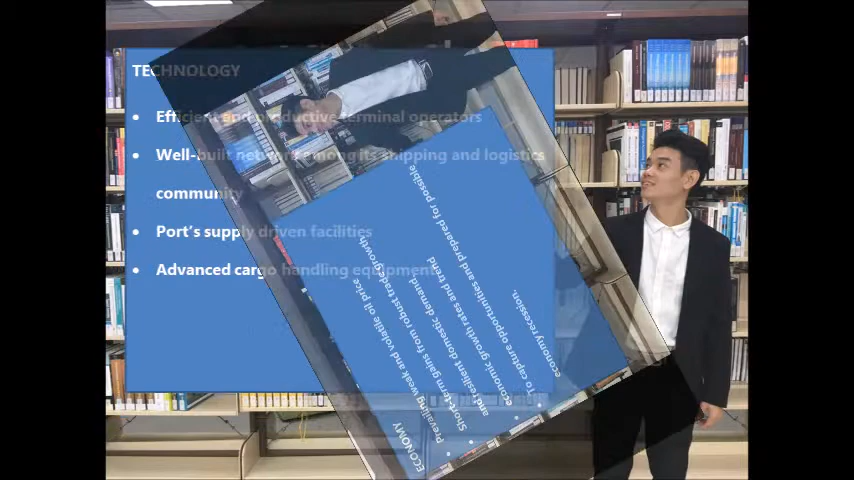 TECHNOLOGY
• Efficient and productive terminal operators
• Well-built network among its shipping and logistics
community
• Port's supply driven facilities
• Advanced cargo handling equipment
ECONOMY
• Prevailing weak and volatile oil price
• Short-term gains from robust trade growth
and resilient domestic demand,
economic growth rates and trend
• To capture opportunities and prepared for possible
economy recession.